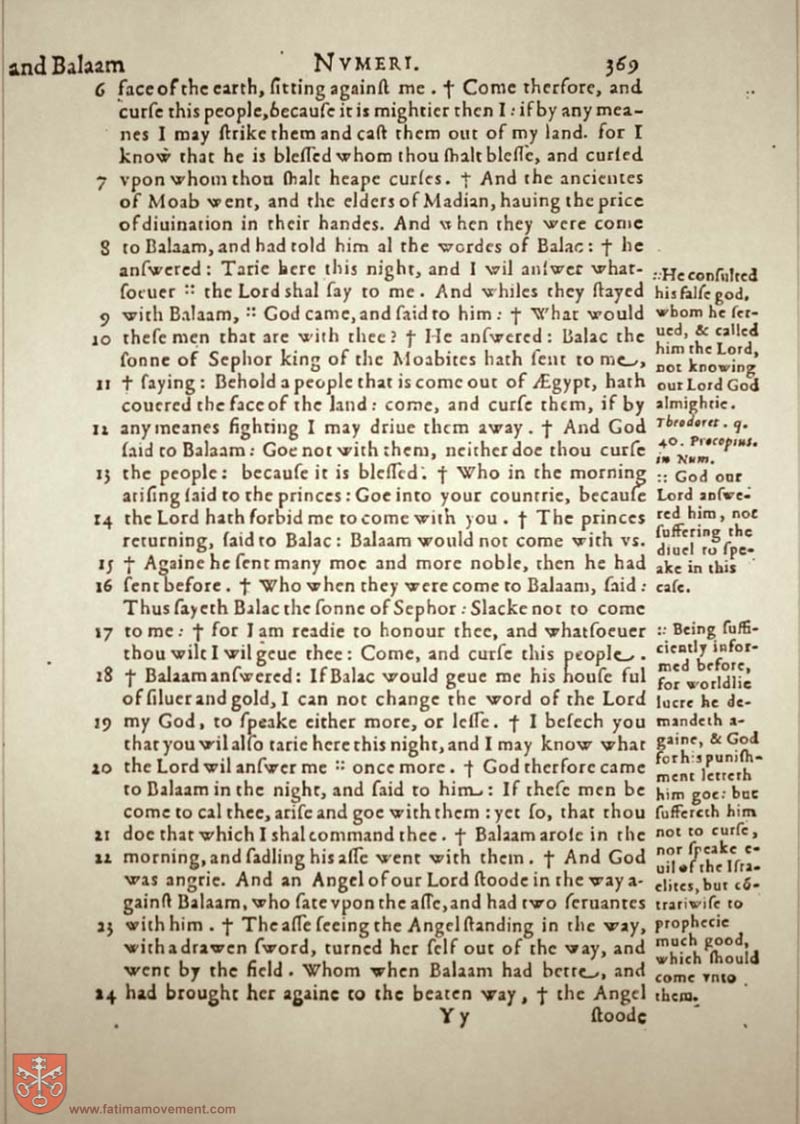 and Balaam NVMERI. 369
6 face of the earth, ſitting againſt me . † Come therfore, and
curſe this people, becauſe it is mightier then I : if by any mea-
nes I may ſtrike them and caſt them out of my land. for I
know that he is bleſſed whom thou ſhalt bleſſe, and curſed
7 vpon whom thou ſhalt heape curſes. † And the ancientes
of Moab went, and the elders of Madian, hauing the price
of diuination in their handes. And when they were come
8 to Balaam, and had told him al the wordes of Balac : † he
anſwered : Tarie here this night, and I wil anſwer what-
ſoeuer :: the Lord shal ſay to me. And whiles they ſtayed
9 with Balaam, :: God came, and ſaid to him : † What would
10 theſe men that are with thee? † He anſwered : Balac the
ſonne of Sephor king of the Moabites hath ſent to me,
11 † ſaying : Behold a people that is come out of Ægypt, hath
couered the face of the land : come, and curſe them, if by
12 any meanes fighting I may driue them away. † And God
ſaid to Balaam : Goe not with them, neither doe thou curſe
13 the people : becauſe it is bleſſed. † Who in the morning
ariſing ſaid to the princes : Goe into your countrie, becauſe
14 the Lord hath forbid me to come with you . † The princes
returning, ſaid to Balac : Balaam would not come with vs.
15 † Againe he ſent many moe and more noble, then he had
16 ſent before. † Who when they were come to Balaam, ſaid :
Thus ſayeth Balac the ſonne of Sephor : Slacke not to come
17 to me : † for I am readie to honour thee, and whatſoeuer
thou wilt I wil geue thee : Come, and curſe this people .
18 † Balaam anſwered : If Balac would geue me his houſe ful
of ſiluer and gold, I can not change the word of the Lord
19 my God, to ſpeake either more, or leſſe. † I beſech you
that you wil alſo tarie here this night, and I may know what
20 the Lord wil anſwer me :: once more. † God therfore came
to Balaam in the night, and ſaid to him : If theſe men be
come to cal thee, ariſe and goe with them : yet ſo, that thou
21 doe that which I shal command thee. † Balaam aroſe in the
22 morning, and ſadling his aſſe went with them. † And God
was angrie. And an Angel of our Lord ſtoode in the way a-
gainſt Balaam, who ſate vpon the aſſe, and had two ſeruantes
23 with him. † The aſſe ſeeing the Angel ſtanding in the way,
with a drawen ſword, turned her ſelf out of the way, and
went by the field. Whom when Balaam had bette, and
24 had brought her againe to the beaten way, † the Angel
Yy ſtoode
:: He conſulted
his falſe god,
whom he ſer-
ued, & called
him the Lord,
not knowing
our Lord God
almightie.
Theodoret. q.
40. Procopius.
in Num.
:: God our
Lord anſwe-
red him, not
ſuffering the
diuel to ſpe-
ake in this
caſe.
:: Being ſuffi-
ciently infor-
med before,
for worldlie
lucre he de-
mandeth a-
gaine, & God
for his puniſh-
ment letteth
him goe : but
ſuffereth him
not to curſe,
nor ſpeake e-
uil of the Iſra-
elites, but cõ-
trariwiſe to
prophecie
much good,
which ſhould
come vnto
them.
www.fatimamovement.com